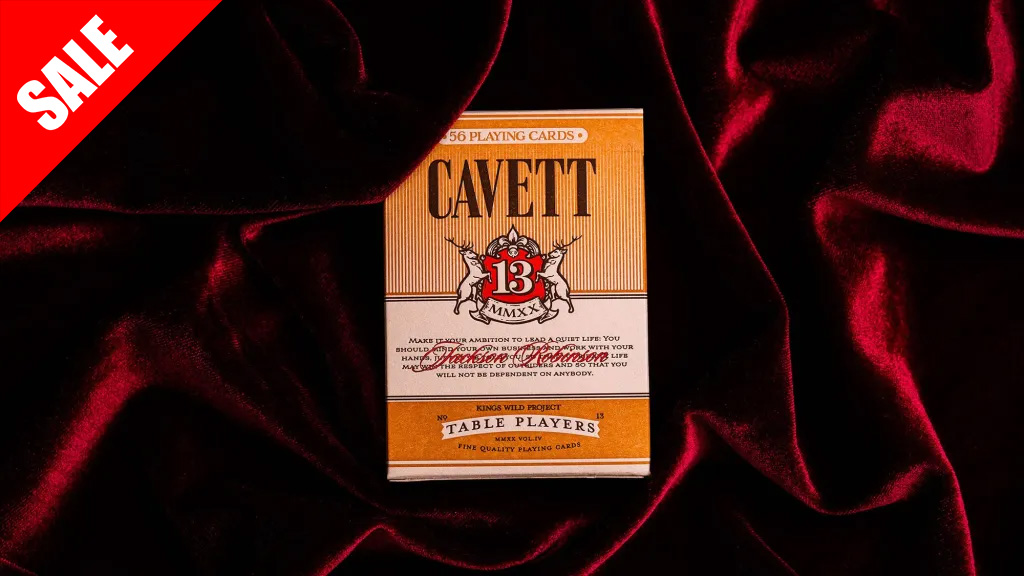 SALE
• 56 PLAYING CARDS •
CAVETT
13
MMXX
MAKE IT YOUR AMBITION TO LEAD A QUIET LIFE: YOU
SHOULD MIND YOUR OWN BUSINESS AND WORK WITH YOUR
HANDS, LIFE
Jackson Robinson
MAY WIN THE RESPECT OF OUTSIDERS AND SO THAT YOU
WILL NOT BE DEPENDENT ON ANYBODY.
KINGS WILD PROJECT
No. 13
TABLE PLAYERS
MMXX VOL.IV
FINE QUALITY PLAYING CARDS